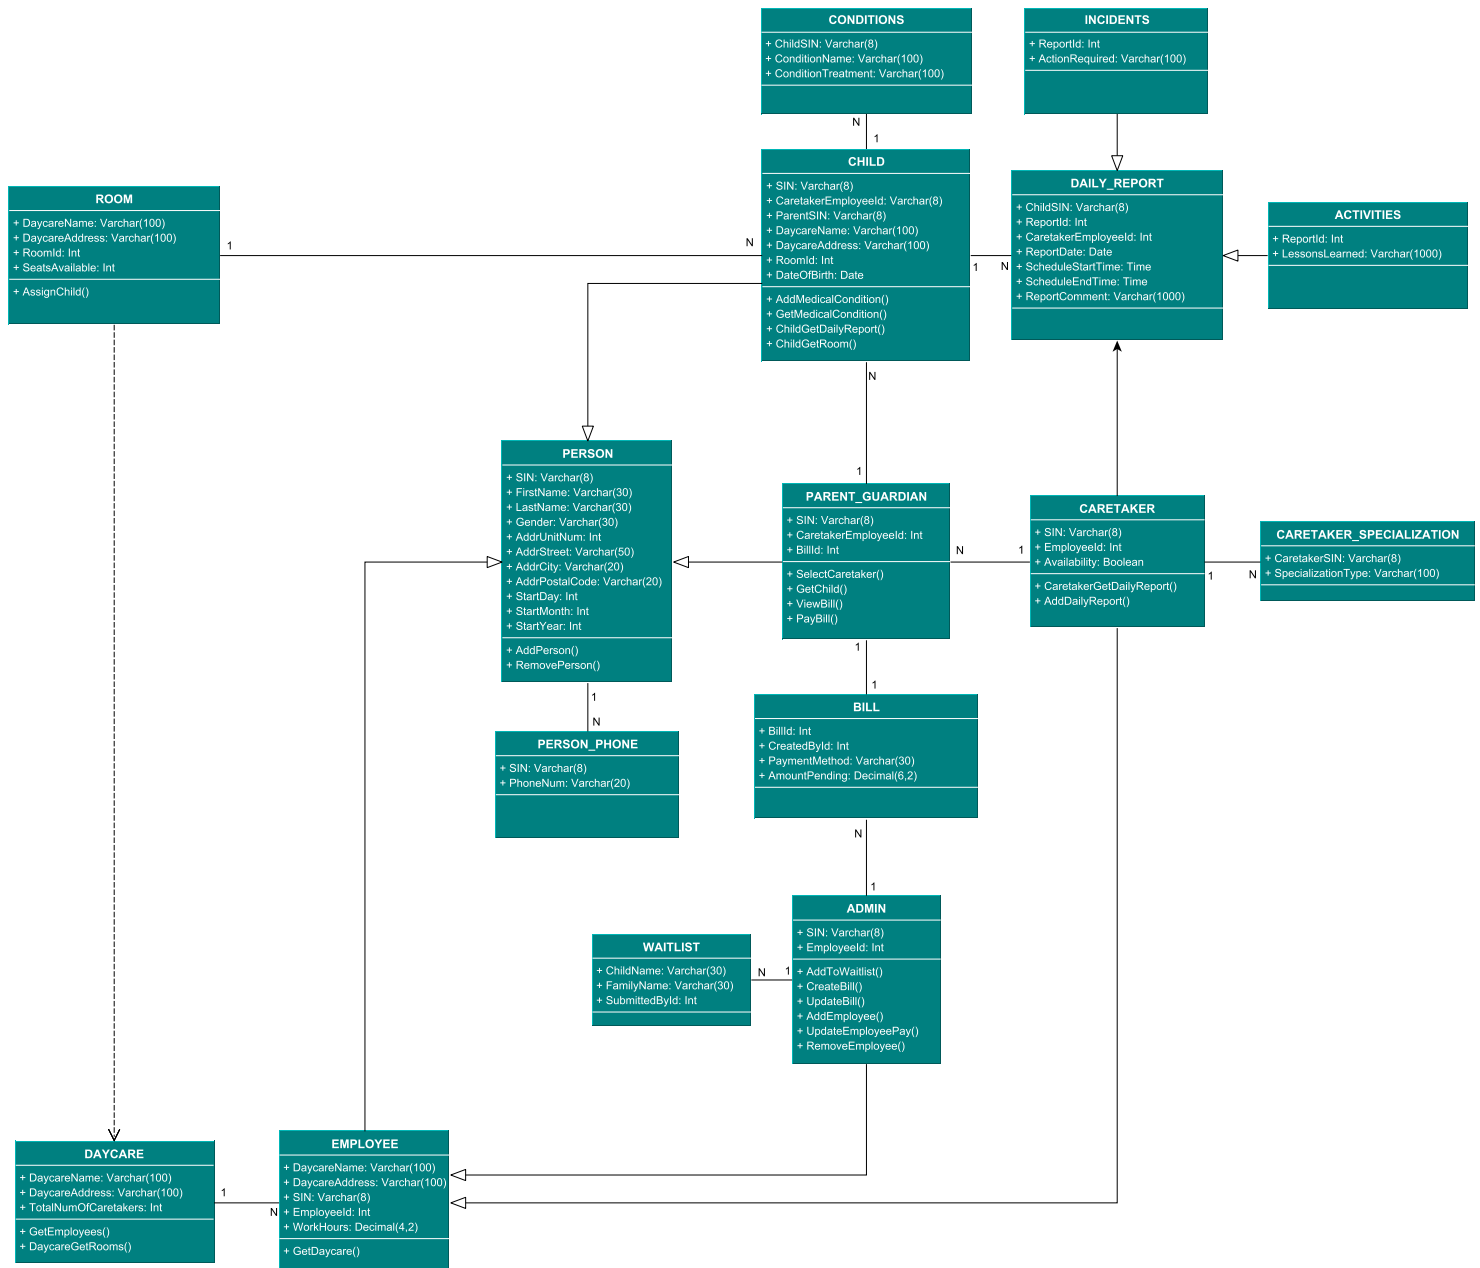 CONDITIONS
+ ChildSIN: Varchar(8)
+ ConditionName: Varchar(100)
+ ConditionTreatment: Varchar(100)
N
1
INCIDENTS
+ ReportId: Int
+ ActionRequired: Varchar(100)
CHILD
+ SIN: Varchar(8)
+ CaretakerEmployeeId: Varchar(8)
+ ParentSIN: Varchar(8)
+ DaycareName: Varchar(100)
+ DaycareAddress: Varchar(100)
+ RoomId: Int
+ DateOfBirth: Date
+ AddMedicalCondition()
+ GetMedicalCondition()
+ ChildGetDailyReport()
+ ChildGetRoom()
DAILY_REPORT
+ ChildSIN: Varchar(8)
+ ReportId: Int
+ CaretakerEmployeeId: Int
+ ReportDate: Date
+ ScheduleStartTime: Time
+ ScheduleEndTime: Time
+ ReportComment: Varchar(1000)
1
N
ACTIVITIES
+ ReportId: Int
+ LessonsLearned: Varchar(1000)
ROOM
+ DaycareName: Varchar(100)
+ DaycareAddress: Varchar(100)
+ RoomId: Int
+ SeatsAvailable: Int
+ AssignChild()
1
N
N
1
PERSON
+ SIN: Varchar(8)
+ FirstName: Varchar(30)
+ LastName: Varchar(30)
+ Gender: Varchar(30)
+ AddrUnitNum: Int
+ AddrStreet: Varchar(50)
+ AddrCity: Varchar(20)
+ AddrPostalCode: Varchar(20)
+ StartDay: Int
+ StartMonth: Int
+ StartYear: Int
+ AddPerson()
+ RemovePerson()
PARENT_GUARDIAN
+ SIN: Varchar(8)
+ CaretakerEmployeeId: Int
+ BillId: Int
+ SelectCaretaker()
+ GetChild()
+ ViewBill()
+ PayBill()
N
1
CARETAKER
+ SIN: Varchar(8)
+ EmployeeId: Int
+ Availability: Boolean
+ CaretakerGetDailyReport()
+ AddDailyReport()
1
N
CARETAKER_SPECIALIZATION
+ CaretakerSIN: Varchar(8)
+ SpecializationType: Varchar(100)
1
N
PERSON_PHONE
+ SIN: Varchar(8)
+ PhoneNum: Varchar(20)
1
1
BILL
+ BillId: Int
+ CreatedById: Int
+ PaymentMethod: Varchar(30)
+ AmountPending: Decimal(6,2)
N
1
ADMIN
+ SIN: Varchar(8)
+ EmployeeId: Int
+ AddToWaitlist()
+ CreateBill()
+ UpdateBill()
+ AddEmployee()
+ UpdateEmployeePay()
+ RemoveEmployee()
WAITLIST
+ ChildName: Varchar(30)
+ FamilyName: Varchar(30)
+ SubmittedById: Int
N
1
DAYCARE
+ DaycareName: Varchar(100)
+ DaycareAddress: Varchar(100)
+ TotalNumOfCaretakers: Int
+ GetEmployees()
+ DaycareGetRooms()
1
N
EMPLOYEE
+ DaycareName: Varchar(100)
+ DaycareAddress: Varchar(100)
+ SIN: Varchar(8)
+ EmployeeId: Int
+ WorkHours: Decimal(4,2)
+ GetDaycare()